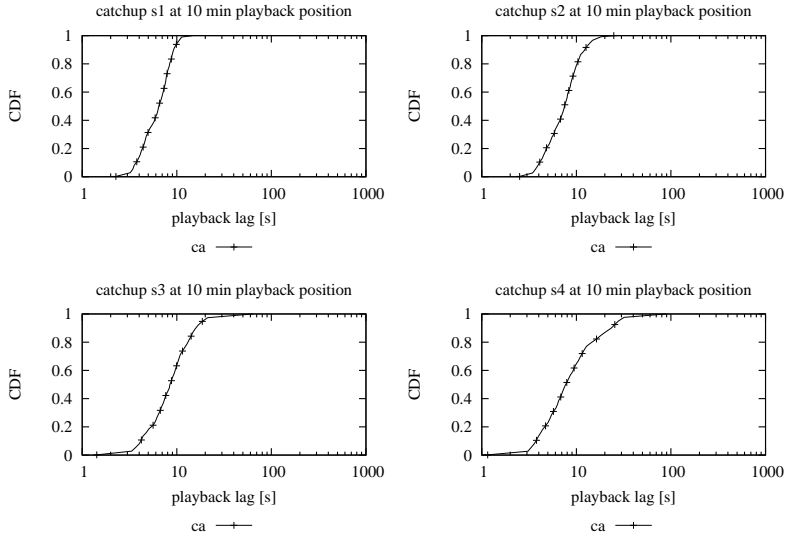 catchup s1 at 10 min playback position
1
0.8
0.6
0.4
0.2
0
CDF
1 10 100 1000
playback lag [s]
ca
catchup s2 at 10 min playback position
1
0.8
0.6
0.4
0.2
0
CDF
1 10 100 1000
playback lag [s]
ca
catchup s3 at 10 min playback position
1
0.8
0.6
0.4
0.2
0
CDF
1 10 100 1000
playback lag [s]
ca
catchup s4 at 10 min playback position
1
0.8
0.6
0.4
0.2
0
CDF
1 10 100 1000
playback lag [s]
ca